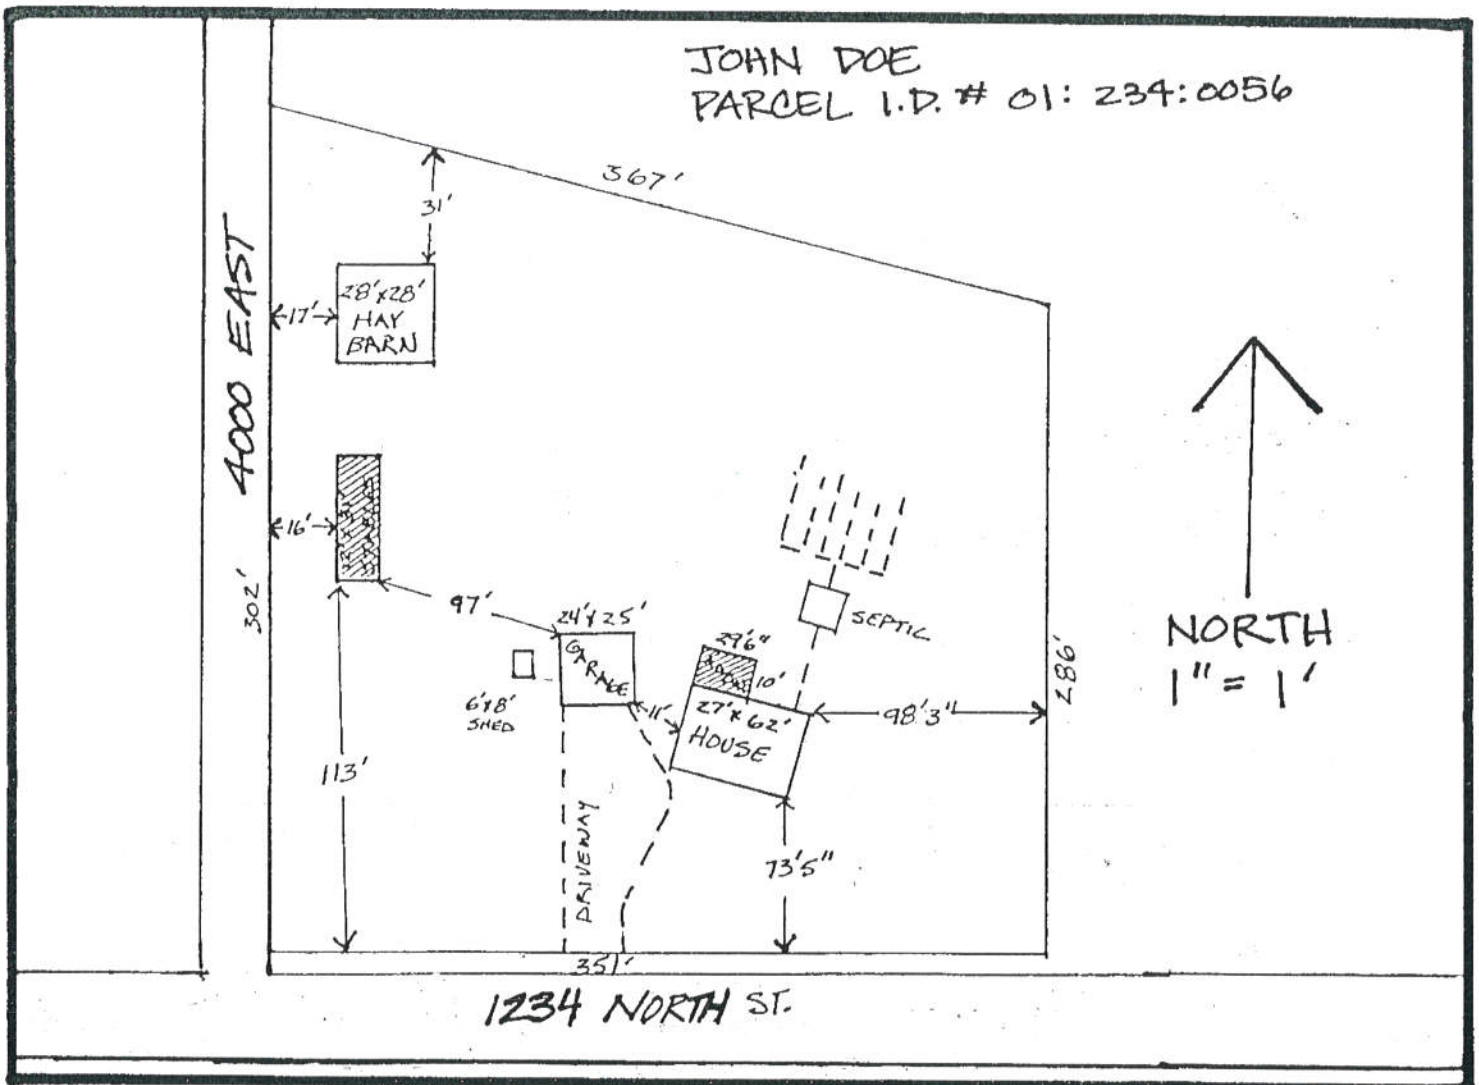 JOHN DOE
PARCEL I.D. # 01: 234:0056
367'
31'
28'x28'
HAY
BARN
17'
4000 EAST
16'
302'
97'
24'x25'
GARAGE
6'x8'
SHED
11'
29'6"
10'
27'x62'
HOUSE
SEPTIC
98'3"
286'
NORTH
1" = 1'
113'
DRIVEWAY
73'5"
351'
1234 NORTH ST.